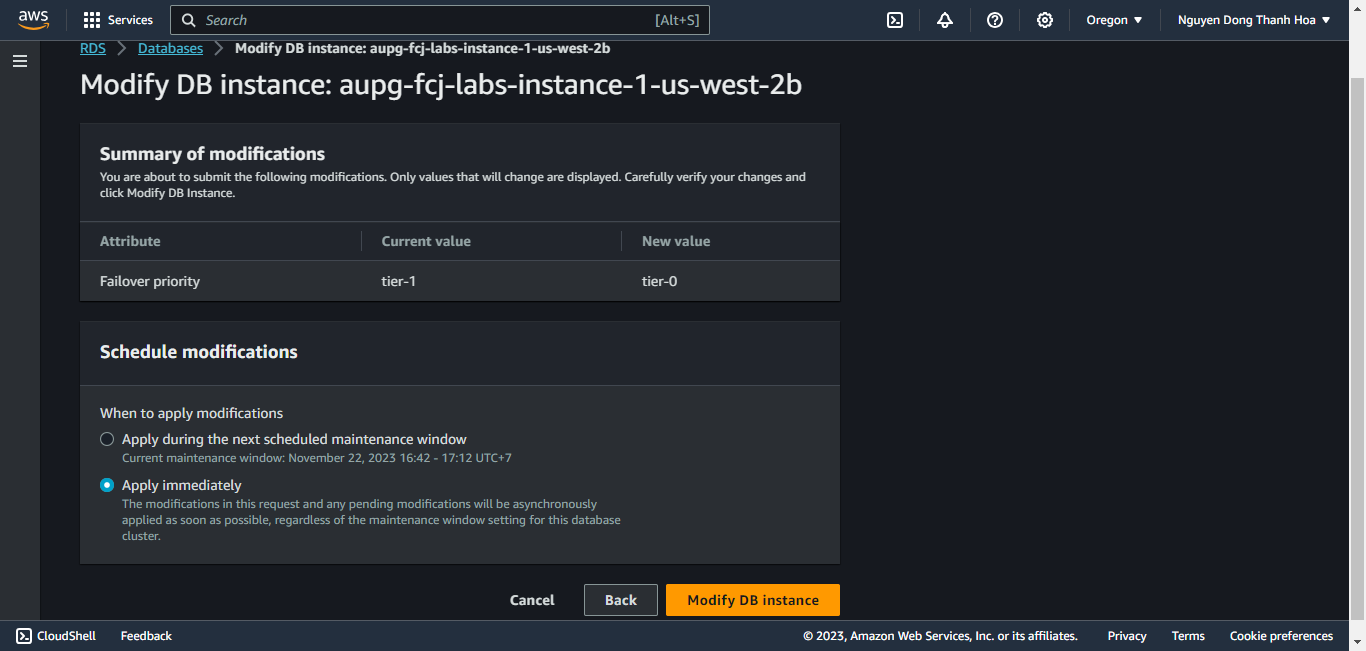 aws
Services
Search [Alt+S]
Oregon ▼
Nguyen Dong Thanh Hoa ▼
RDS > Databases > Modify DB instance: aupg-fcj-labs-instance-1-us-west-2b
Modify DB instance: aupg-fcj-labs-instance-1-us-west-2b
Summary of modifications
You are about to submit the following modifications. Only values that will change are displayed. Carefully verify your changes and
click Modify DB Instance.
Attribute Current value New value
Failover priority tier-1 tier-0
Schedule modifications
When to apply modifications
Apply during the next scheduled maintenance window
Current maintenance window: November 22, 2023 16:42 - 17:12 UTC+7
Apply immediately
The modifications in this request and any pending modifications will be asynchronously
applied as soon as possible, regardless of the maintenance window setting for this database
cluster.
Cancel Back Modify DB instance
CloudShell Feedback © 2023, Amazon Web Services, Inc. or its affiliates. Privacy Terms Cookie preferences